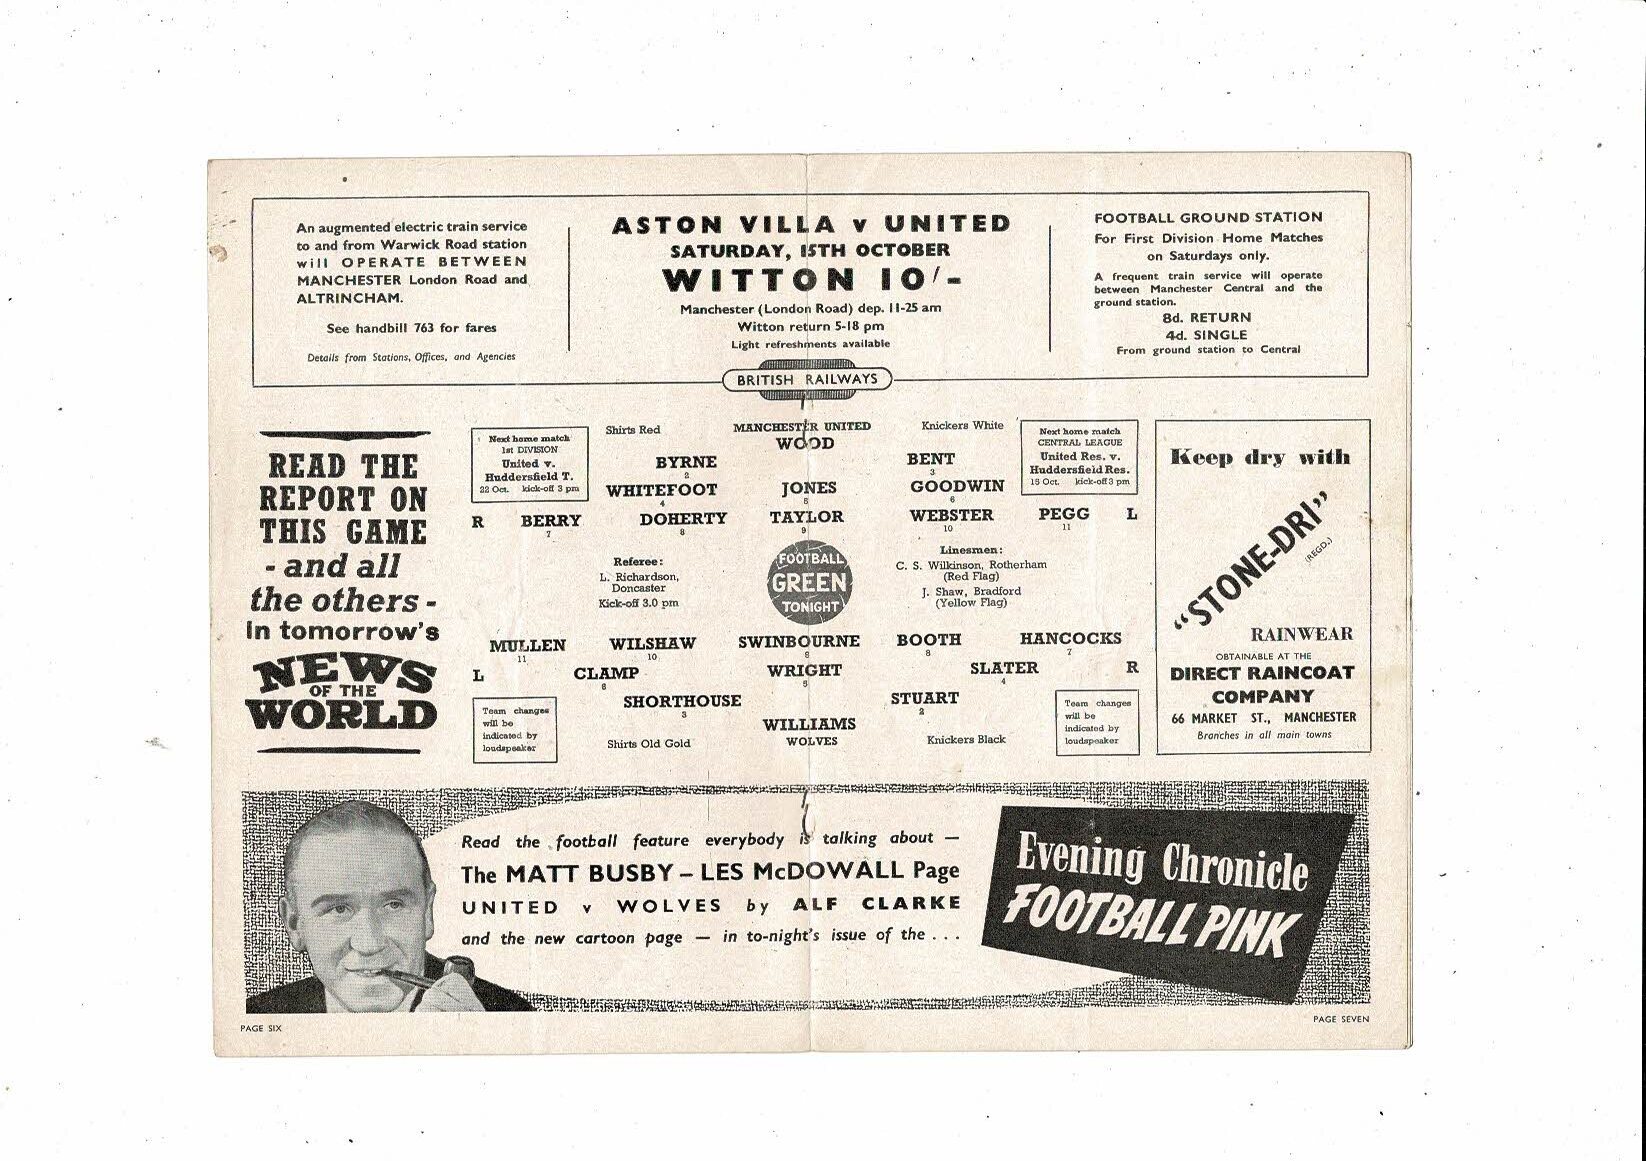 An augmented electric train service
to and from Warwick Road station
will OPERATE BETWEEN
MANCHESTER London Road and
ALTRINCHAM.
See handbill 763 for fares
Details from Stations, Offices, and Agencies
ASTON VILLA v UNITED
SATURDAY, 15TH OCTOBER
WITTON 10/-
Manchester (London Road) dep. 11-25 am
Witton return 5-18 pm
Light refreshments available
BRITISH RAILWAYS
FOOTBALL GROUND STATION
For First Division Home Matches
on Saturdays only.
A frequent train service will operate
between Manchester Central and the
ground station.
8d. RETURN
4d. SINGLE
From ground station to Central
READ THE
REPORT ON
THIS GAME
- and all
the others -
in tomorrow's
NEWS
OF THE
WORLD
Next home match
1st DIVISION
United v.
Huddersfield T.
22 Oct. kick-off 3 pm
Shirts Red
MANCHESTER UNITED
Knickers White
WOOD
Next home match
CENTRAL LEAGUE
United Res. v.
Huddersfield Res.
15 Oct. kick-off 3 pm
BYRNE BENT
2 3
WHITEFOOT JONES GOODWIN
4 5 6
R BERRY DOHERTY TAYLOR WEBSTER PEGG L
7 8 9 10 11
Referee:
L. Richardson,
Doncaster
Kick-off 3.0 pm
FOOTBALL
GREEN
TONIGHT
Linesmen:
C. S. Wilkinson, Rotherham
(Red Flag)
J. Shaw, Bradford
(Yellow Flag)
MULLEN WILSHAW SWINBOURNE BOOTH HANCOCKS
11 10 9 8 7
L CLAMP WRIGHT SLATER R
6 5 4
SHORTHOUSE STUART
3 2
WILLIAMS
Team changes
will be
indicated by
loudspeaker
Shirts Old Gold
WOLVES
Knickers Black
Team changes
will be
indicated by
loudspeaker
Keep dry with
"STONE-DRI"
(REGD.)
RAINWEAR
OBTAINABLE AT THE
DIRECT RAINCOAT
COMPANY
66 MARKET ST., MANCHESTER
Branches in all main towns
Read the football feature everybody is talking about —
The MATT BUSBY – LES McDOWALL Page
UNITED v WOLVES by ALF CLARKE
and the new cartoon page — in to-night's issue of the . . .
Evening Chronicle
FOOTBALL PINK
PAGE SIX
PAGE SEVEN